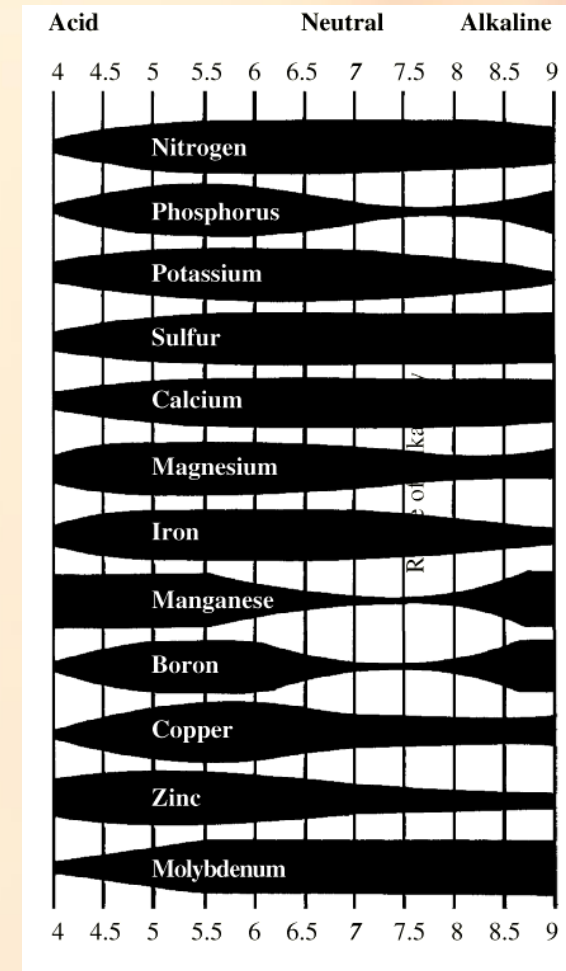 Acid Neutral Alkaline
4 4.5 5 5.5 6 6.5 7 7.5 8 8.5 9
Nitrogen
Phosphorus
Potassium
Sulfur
Calcium
Magnesium
Iron
Manganese
Boron
Copper
Zinc
Molybdenum
4 4.5 5 5.5 6 6.5 7 7.5 8 8.5 9